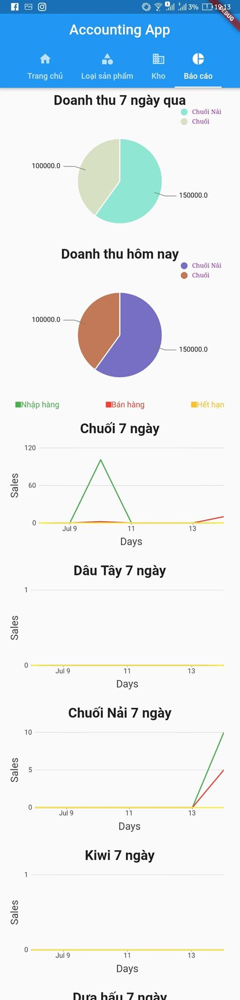 3% 19:13
DEBUG
Accounting App
Trang chủ Loại sản phẩm Kho Báo cáo
Doanh thu 7 ngày qua
Chuối Nải
Chuối
100000.0
150000.0
Doanh thu hôm nay
Chuối Nải
Chuối
100000.0
150000.0
Nhập hàng Bán hàng Hết hạn
Chuối 7 ngày
120
60
0
Sales
Jul 9 11 13
Days
Dâu Tây 7 ngày
1
0
Sales
Jul 9 11 13
Days
Chuối Nải 7 ngày
10
5
0
Sales
Jul 9 11 13
Days
Kiwi 7 ngày
1
0
Sales
Jul 9 11 13
Days
Dưa hấu 7 ngày